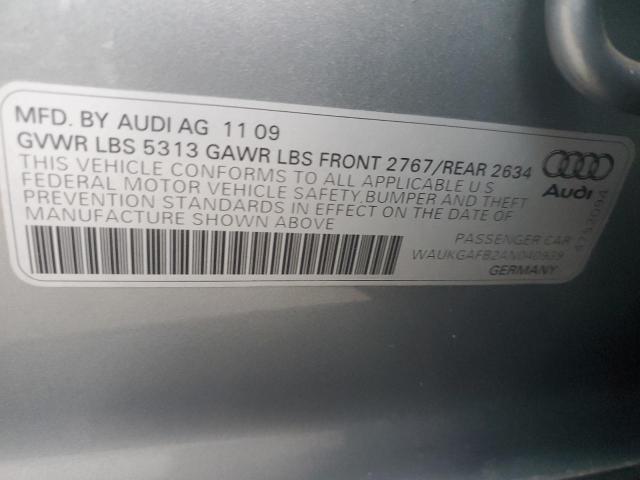 MFD. BY AUDI AG 11 09
GVWR LBS 5313 GAWR LBS FRONT 2767/REAR 2634
THIS VEHICLE CONFORMS TO ALL APPLICABLE U S
FEDERAL MOTOR VEHICLE SAFETY,BUMPER AND THEFT
PREVENTION STANDARDS IN EFFECT ON THE DATE OF
MANUFACTURE SHOWN ABOVE
Audi
PASSENGER CAR
WAUKGAFB2AN040939
GERMANY